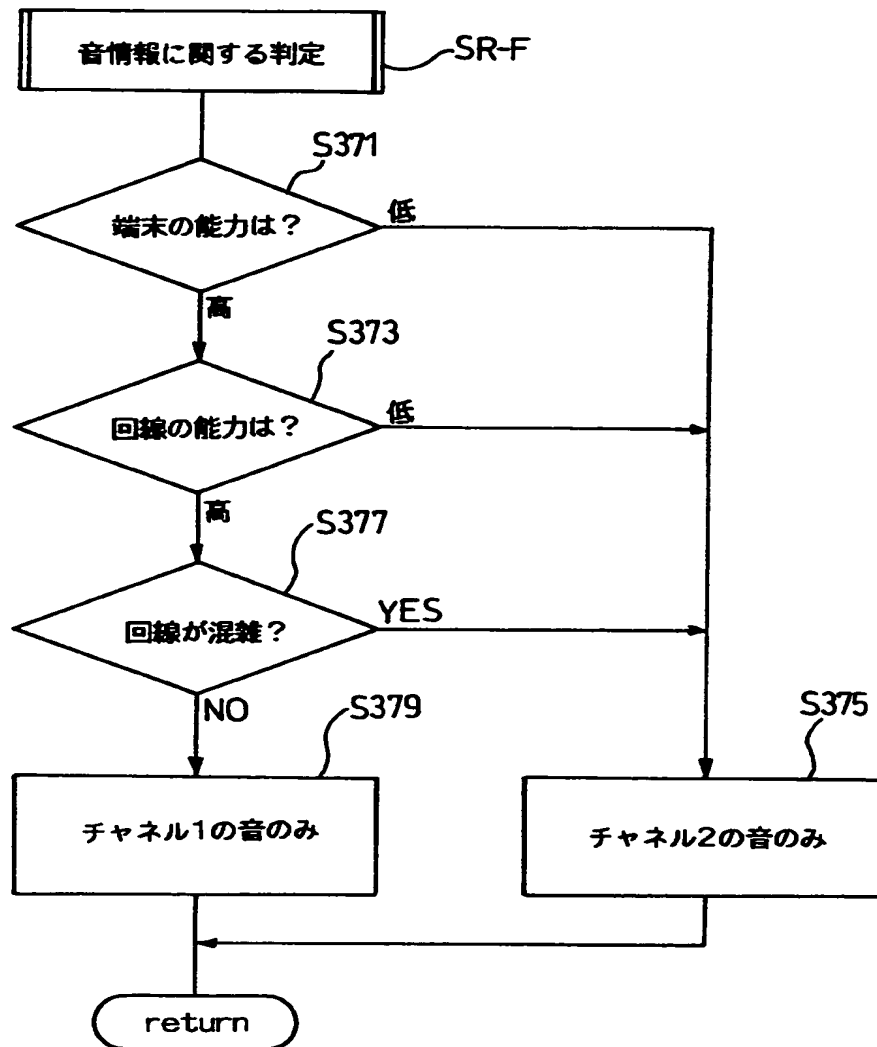 音情報に関する判定
SR-F
S371
端末の能力は？
低
高
S373
回線の能力は？
低
高
S377
回線が混雑？
YES
NO
S379
S375
チャネル1の音のみ
チャネル2の音のみ
return